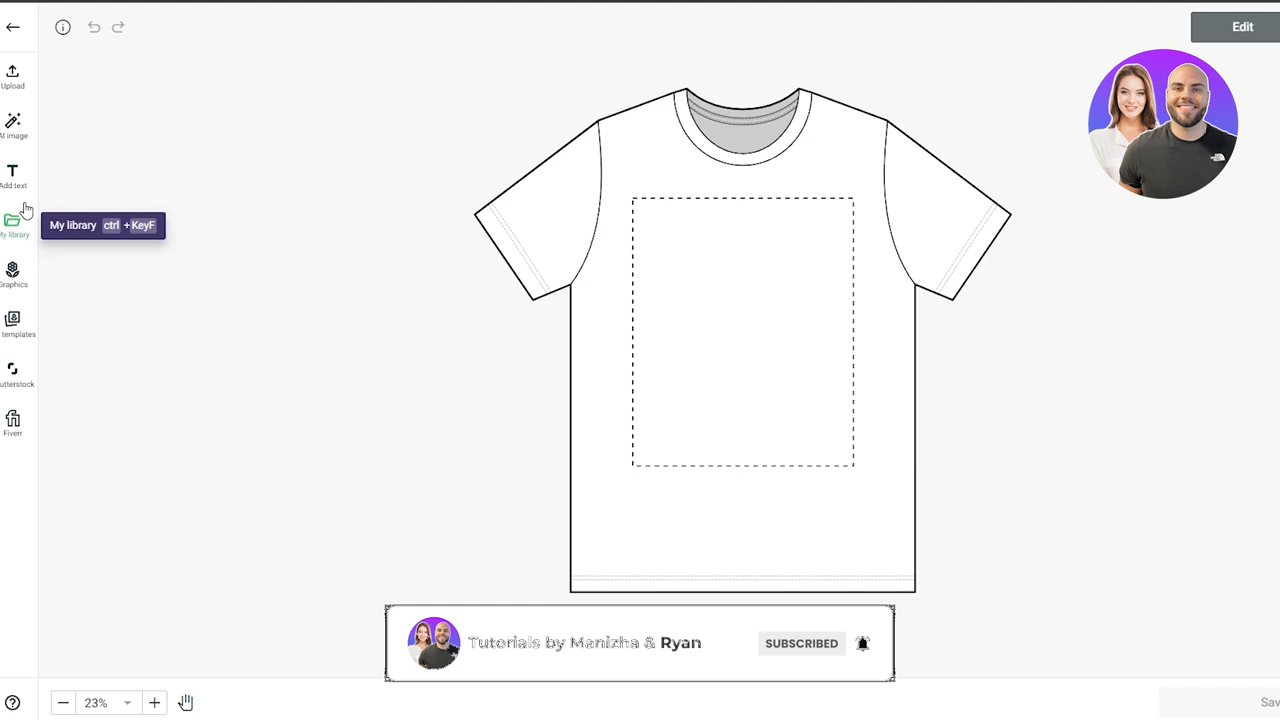 Edit
Upload
AI image
T
Add text
My library ctrl +KeyF
My library
Graphics
templates
utterstock
Fiverr
Tutorials by Manizha & Ryan
SUBSCRIBED
23%
Sav